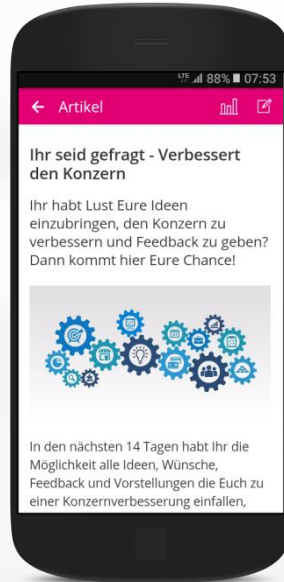 LTE 88% 07:53
Artikel
Ihr seid gefragt - Verbessert
den Konzern
Ihr habt Lust Eure Ideen
einzubringen, den Konzern zu
verbessern und Feedback zu geben?
Dann kommt hier Eure Chance!
In den nächsten 14 Tagen habt Ihr die
Möglichkeit alle Ideen, Wünsche,
Feedback und Vorstellungen die Euch zu
einer Konzernverbesserung einfallen,